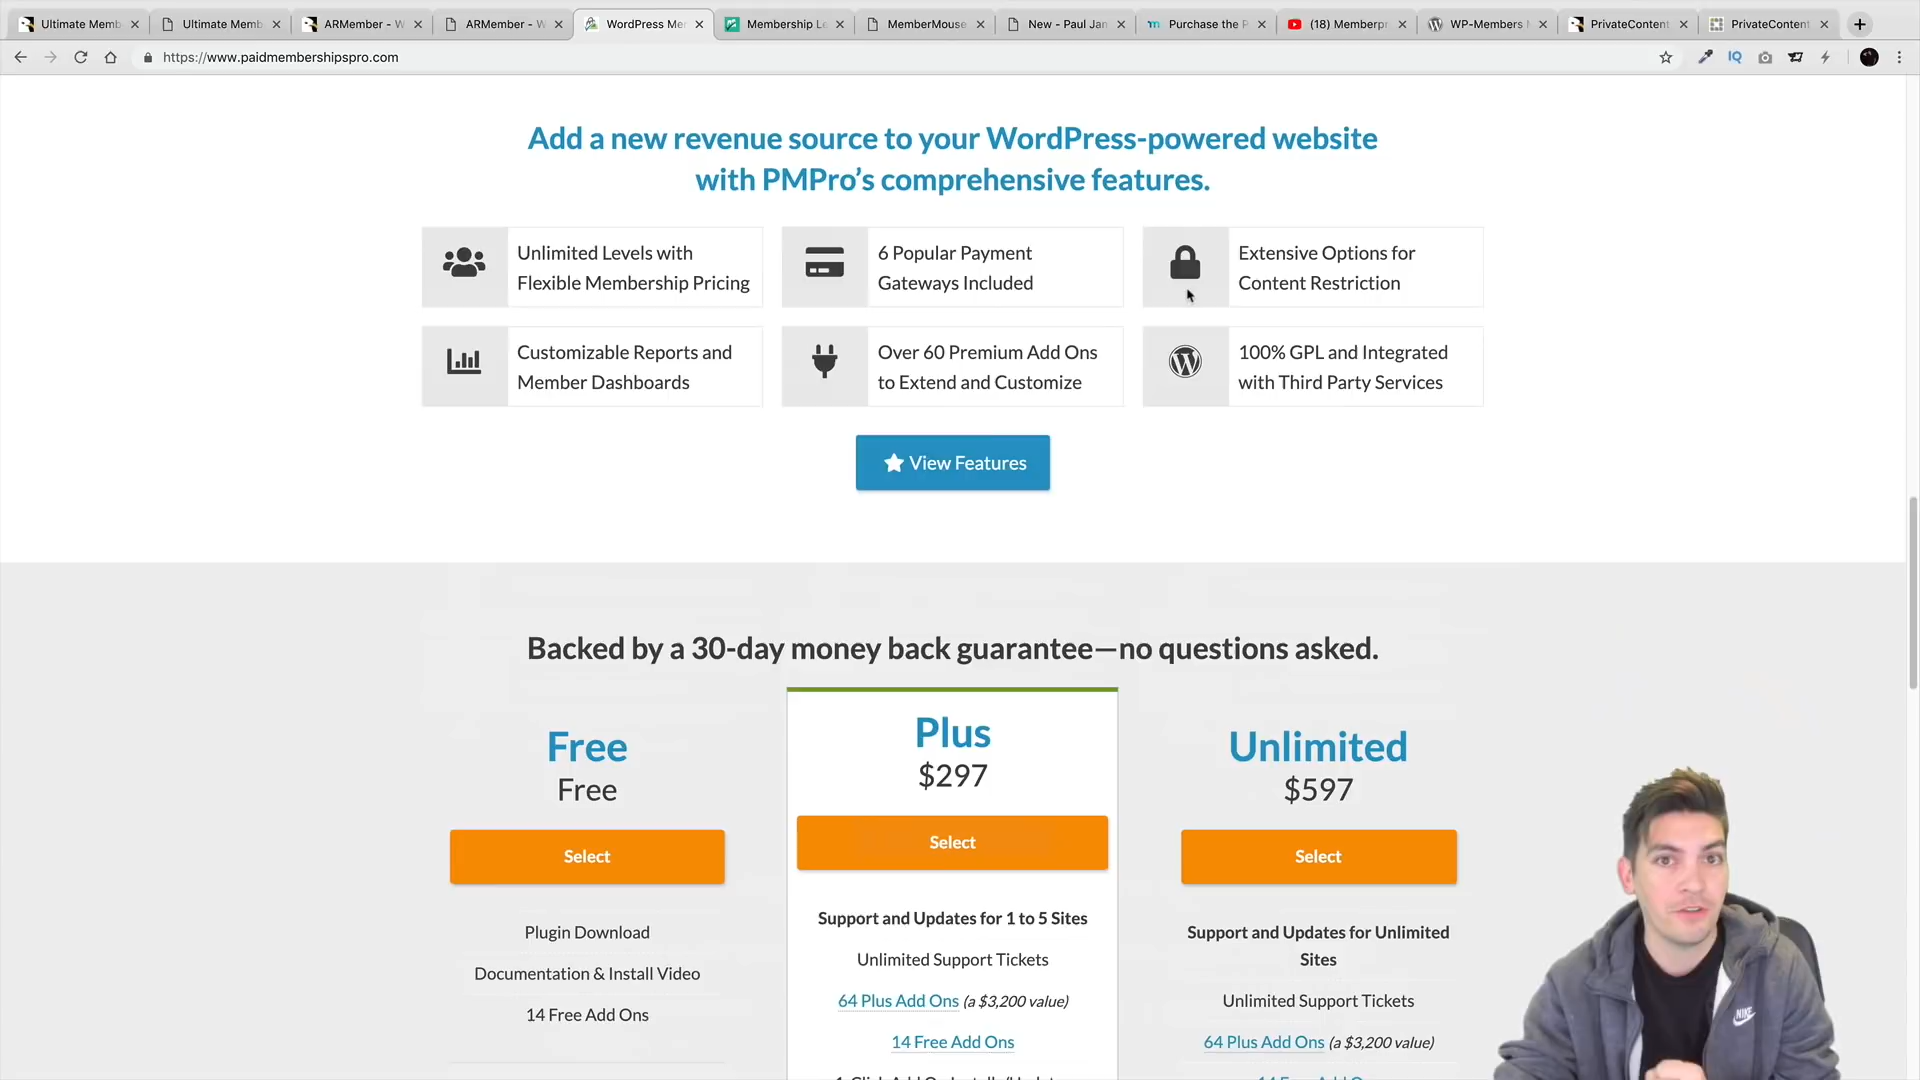 Ultimate Memb
Ultimate Memb
ARMember - W
ARMember - W
WordPress Mem
Membership Le
MemberMouse
New - Paul Jan
Purchase the P
(18) Memberpr
WP-Members M
PrivateContent
PrivateContent
https://www.paidmembershipspro.com
IQ
Add a new revenue source to your WordPress-powered website
with PMPro’s comprehensive features.
Unlimited Levels with
Flexible Membership Pricing
6 Popular Payment
Gateways Included
Extensive Options for
Content Restriction
Customizable Reports and
Member Dashboards
Over 60 Premium Add Ons
to Extend and Customize
100% GPL and Integrated
with Third Party Services
View Features
Backed by a 30-day money back guarantee—no questions asked.
Free
Free
Select
Plugin Download
Documentation & Install Video
14 Free Add Ons
Plus
$297
Select
Support and Updates for 1 to 5 Sites
Unlimited Support Tickets
64 Plus Add Ons (a $3,200 value)
14 Free Add Ons
Unlimited
$597
Select
Support and Updates for Unlimited
Sites
Unlimited Support Tickets
64 Plus Add Ons (a $3,200 value)
NIKE